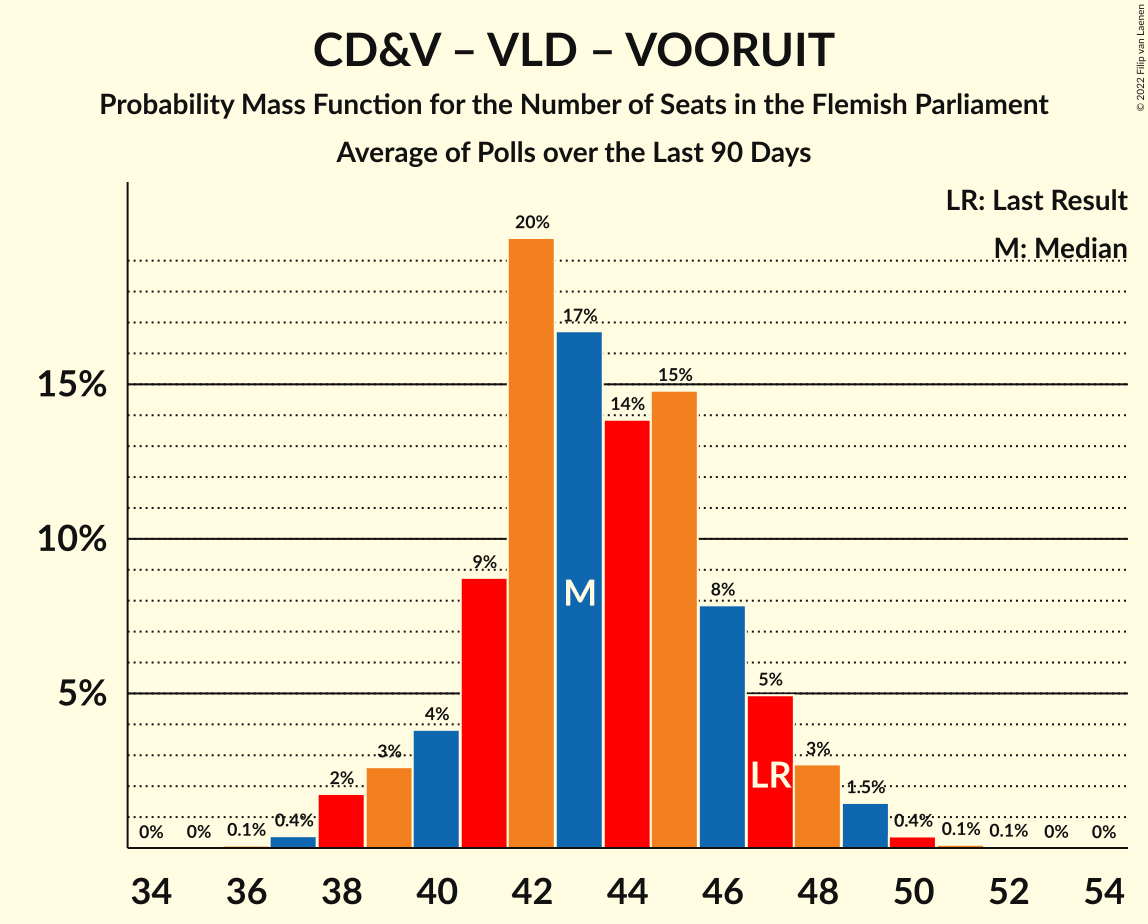 CD&V – VLD – VOORUIT
Probability Mass Function for the Number of Seats in the Flemish Parliament
Average of Polls over the Last 90 Days
© 2022 Filip van Laenen
LR: Last Result
M: Median
15%
10%
5%
0%
0%
0.1%
0.4%
2%
3%
4%
9%
20%
17%
14%
15%
8%
5%
3%
1.5%
0.4%
0.1%
0.1%
0%
0%
M
LR
34 36 38 40 42 44 46 48 50 52 54